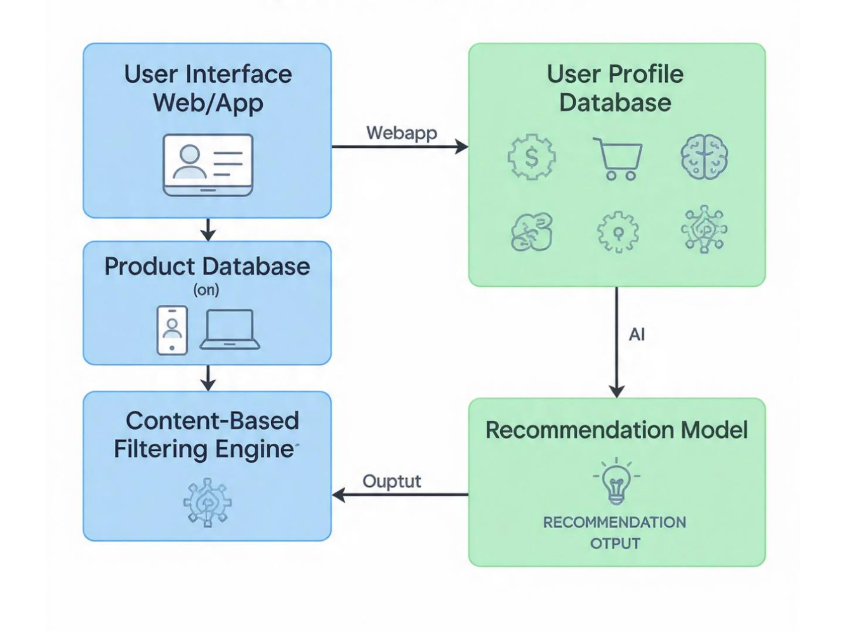 User Interface
Web/App
Webapp
User Profile
Database
Product Database
(on)
AI
Content-Based
Filtering Engine
Ouptut
Recommendation Model
RECOMMENDATION
OTPUT